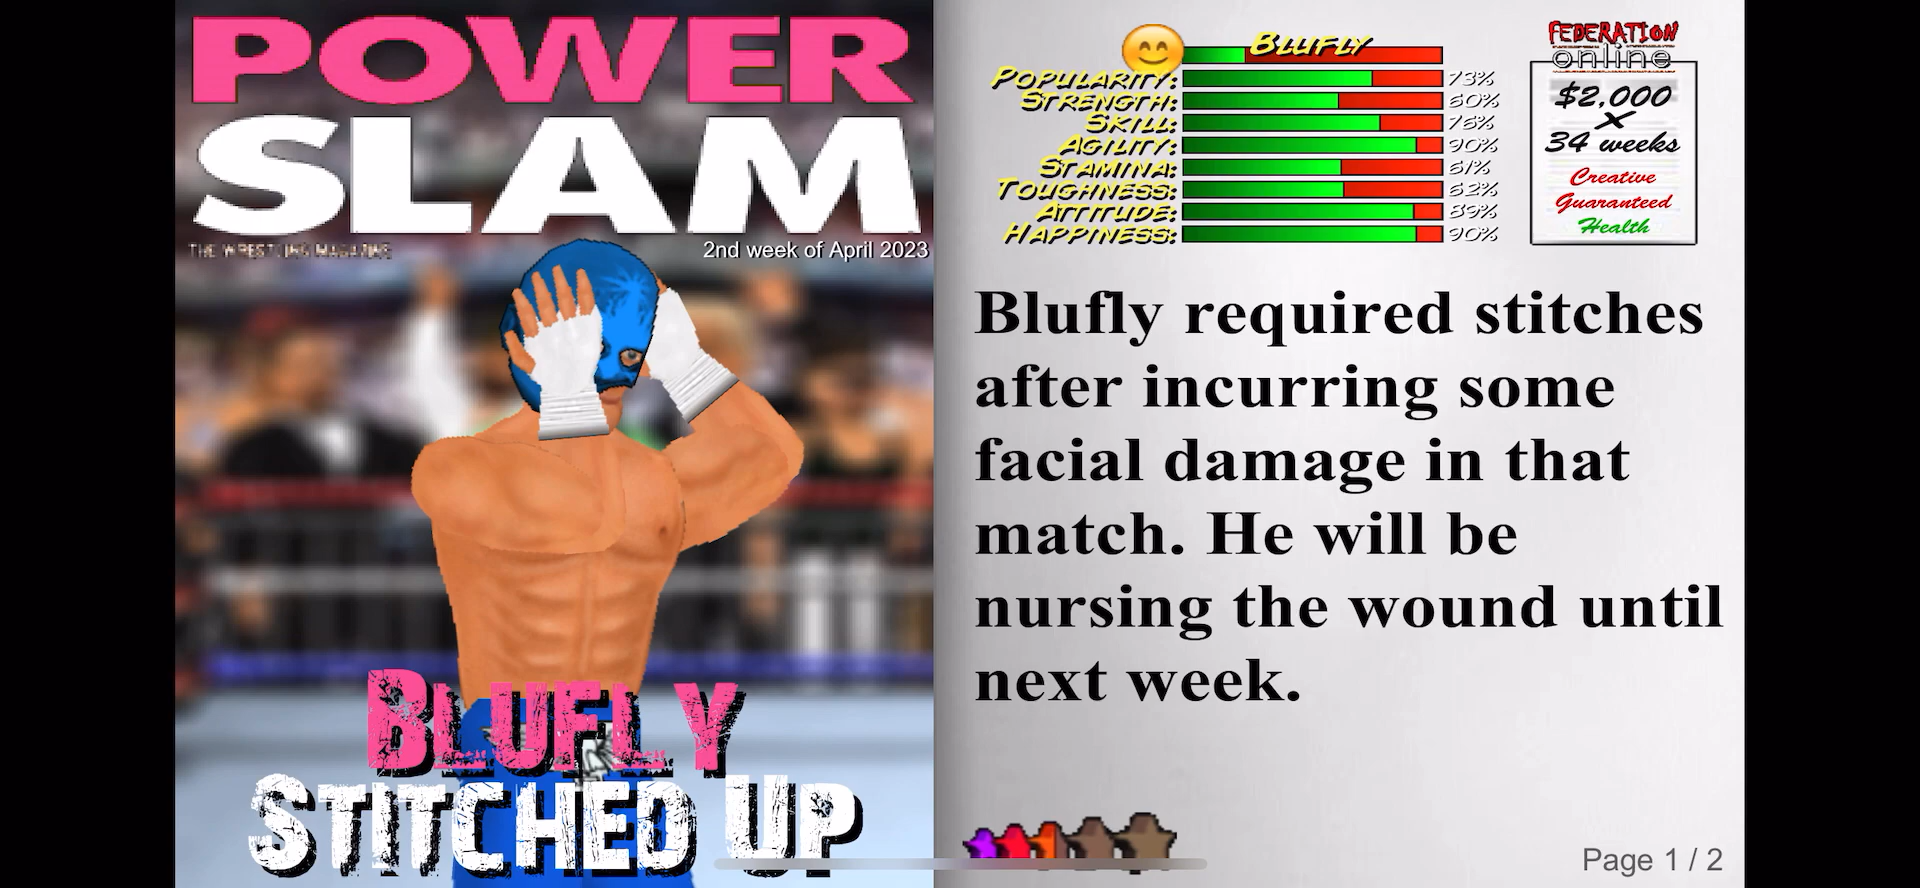 POWER
SLAM
THE WRESTLING MAGAZINE
2nd week of April 2023
BLUFLY
STITCHED UP
BLUFLY
POPULARITY: 73%
STRENGTH: 60%
SKILL: 76%
AGILITY: 90%
STAMINA: 61%
TOUGHNESS: 62%
ATTITUDE: 89%
HAPPINESS: 90%
FEDERATION
online
$2,000
X
34 weeks
Creative
Guaranteed
Health
Blufly required stitches
after incurring some
facial damage in that
match. He will be
nursing the wound until
next week.
Page 1 / 2